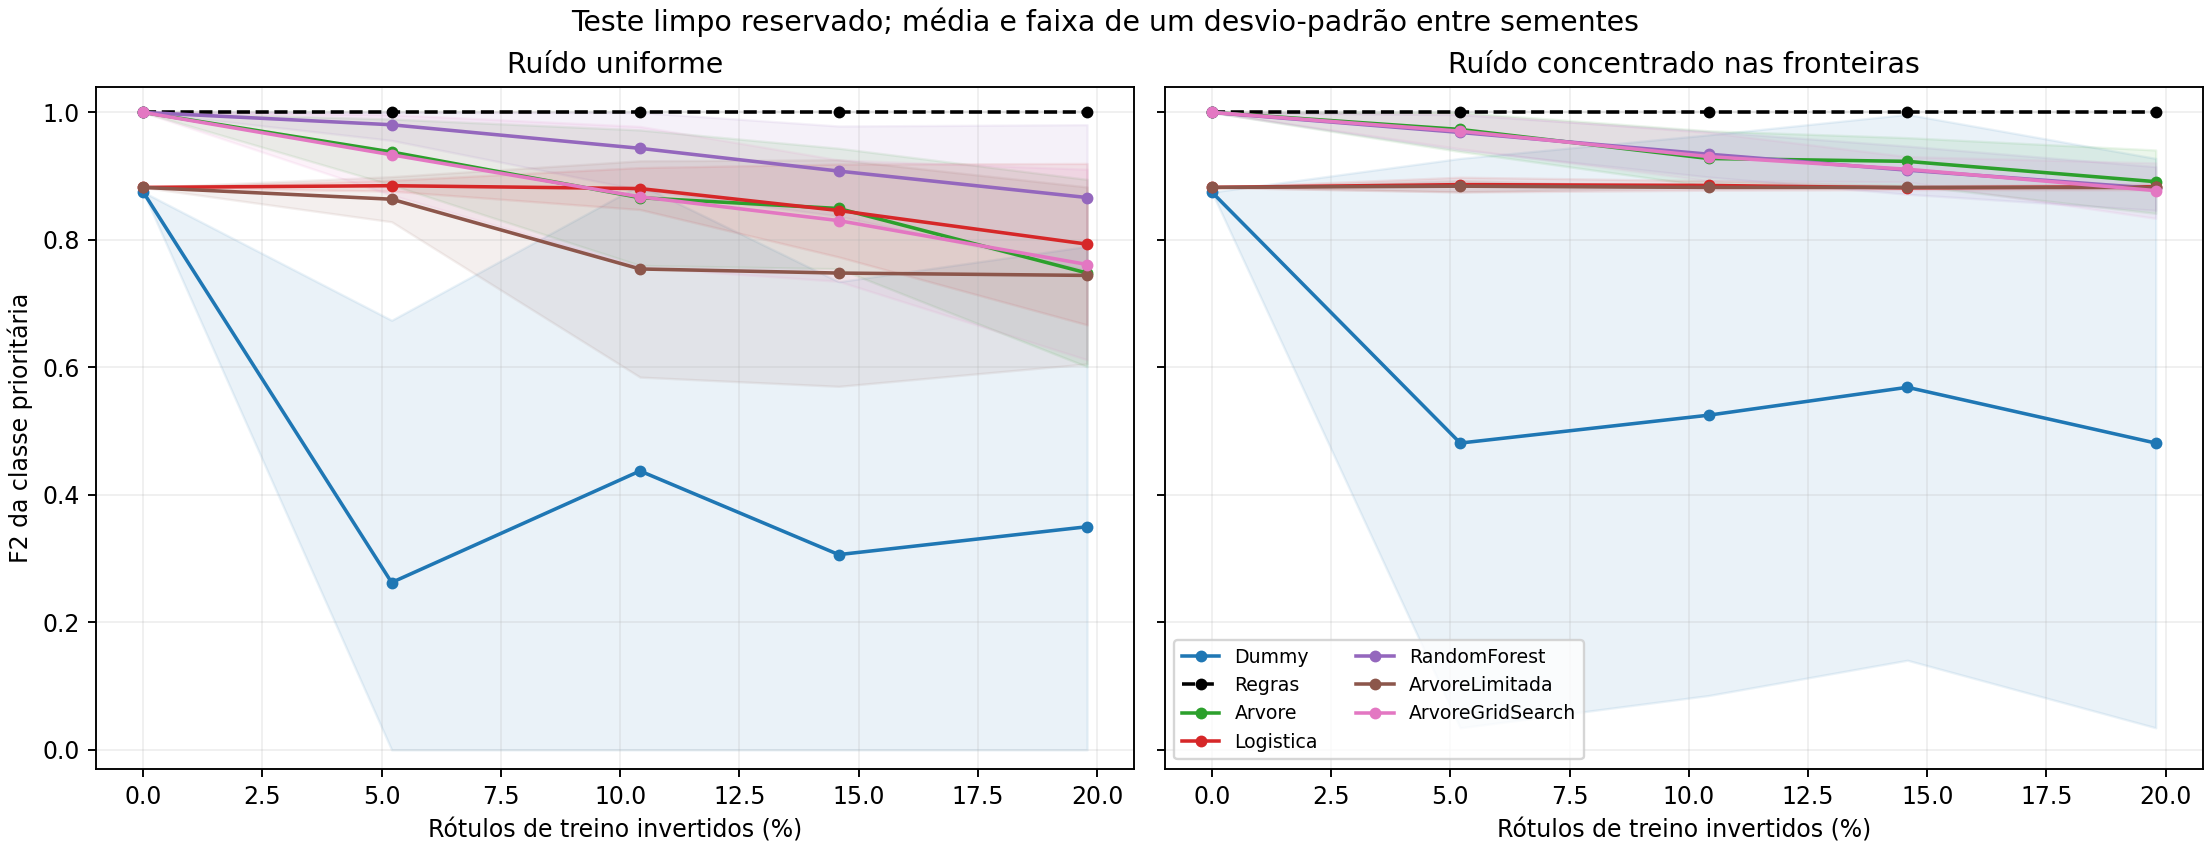 Teste limpo reservado; média e faixa de um desvio-padrão entre sementes
Ruído uniforme
F2 da classe prioritária
1.0
0.8
0.6
0.4
0.2
0.0
0.0 2.5 5.0 7.5 10.0 12.5 15.0 17.5 20.0
Rótulos de treino invertidos (%)
Ruído concentrado nas fronteiras
Dummy
Regras
Arvore
Logistica
RandomForest
ArvoreLimitada
ArvoreGridSearch
0.0 2.5 5.0 7.5 10.0 12.5 15.0 17.5 20.0
Rótulos de treino invertidos (%)